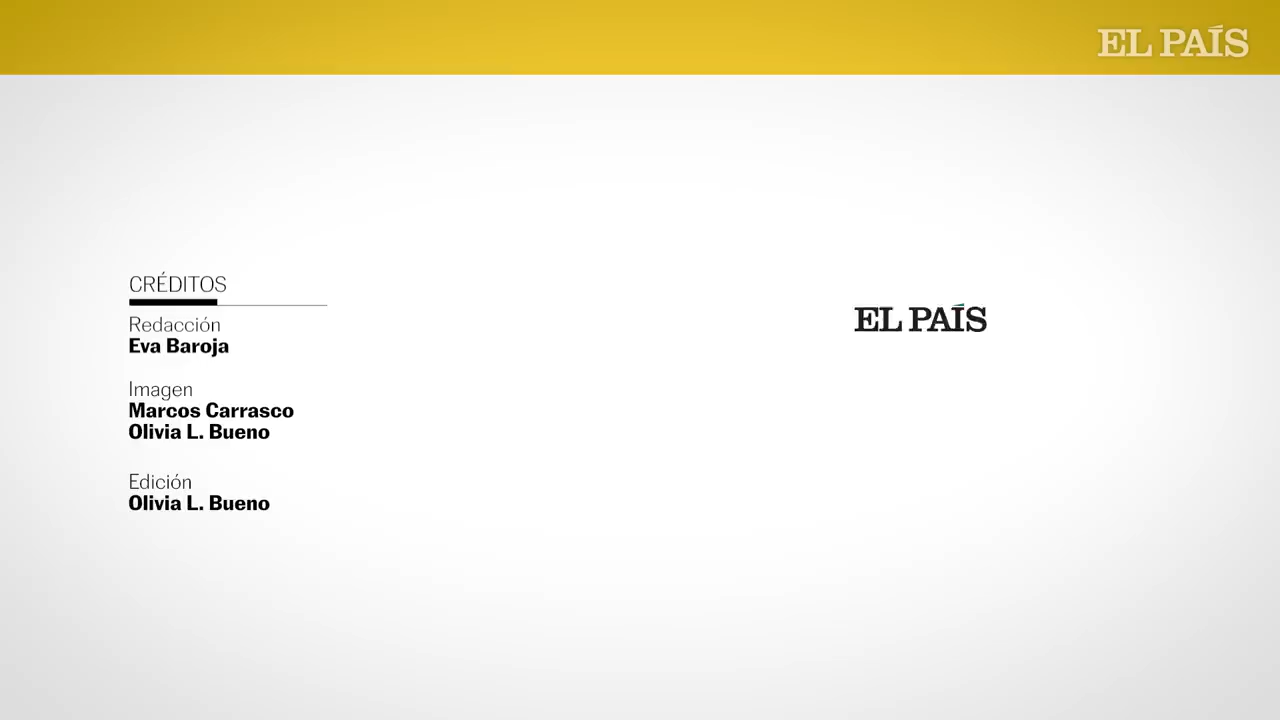 EL PAÍS
CRÉDITOS
Redacción
Eva Baroja
Imagen
Marcos Carrasco
Olivia L. Bueno
Edición
Olivia L. Bueno
EL PAÍS